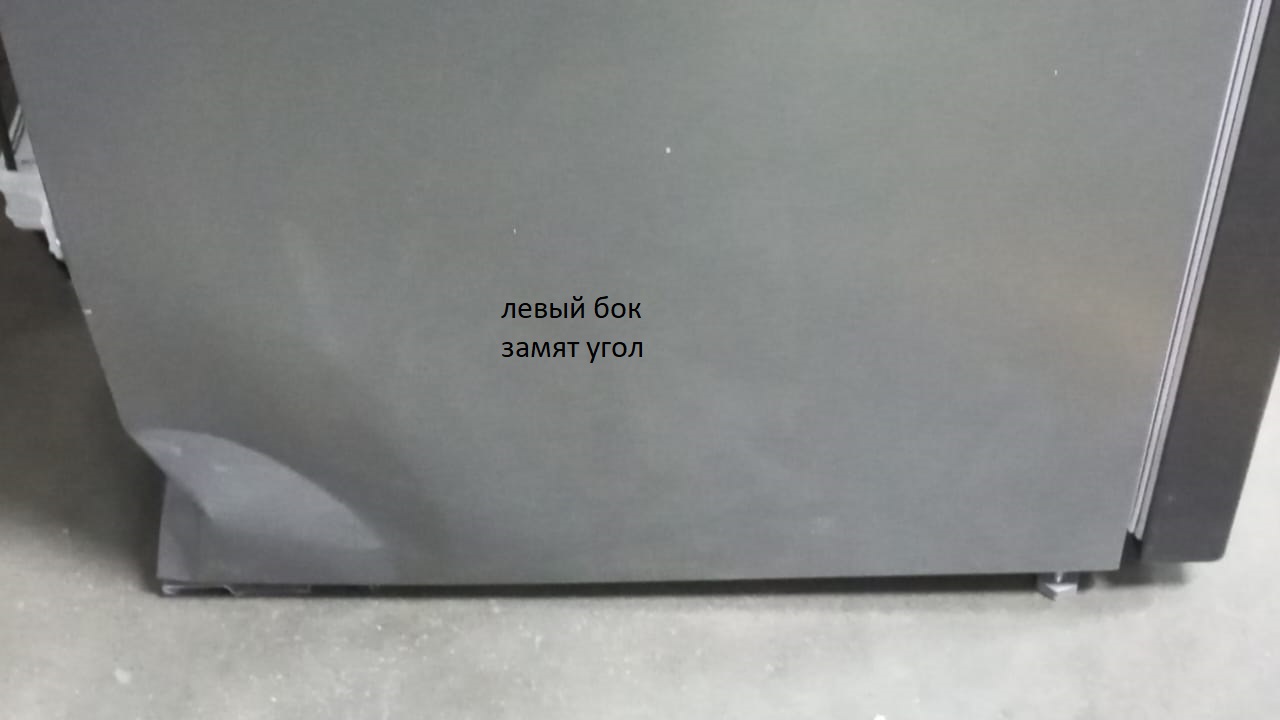 левый бок
замят угол